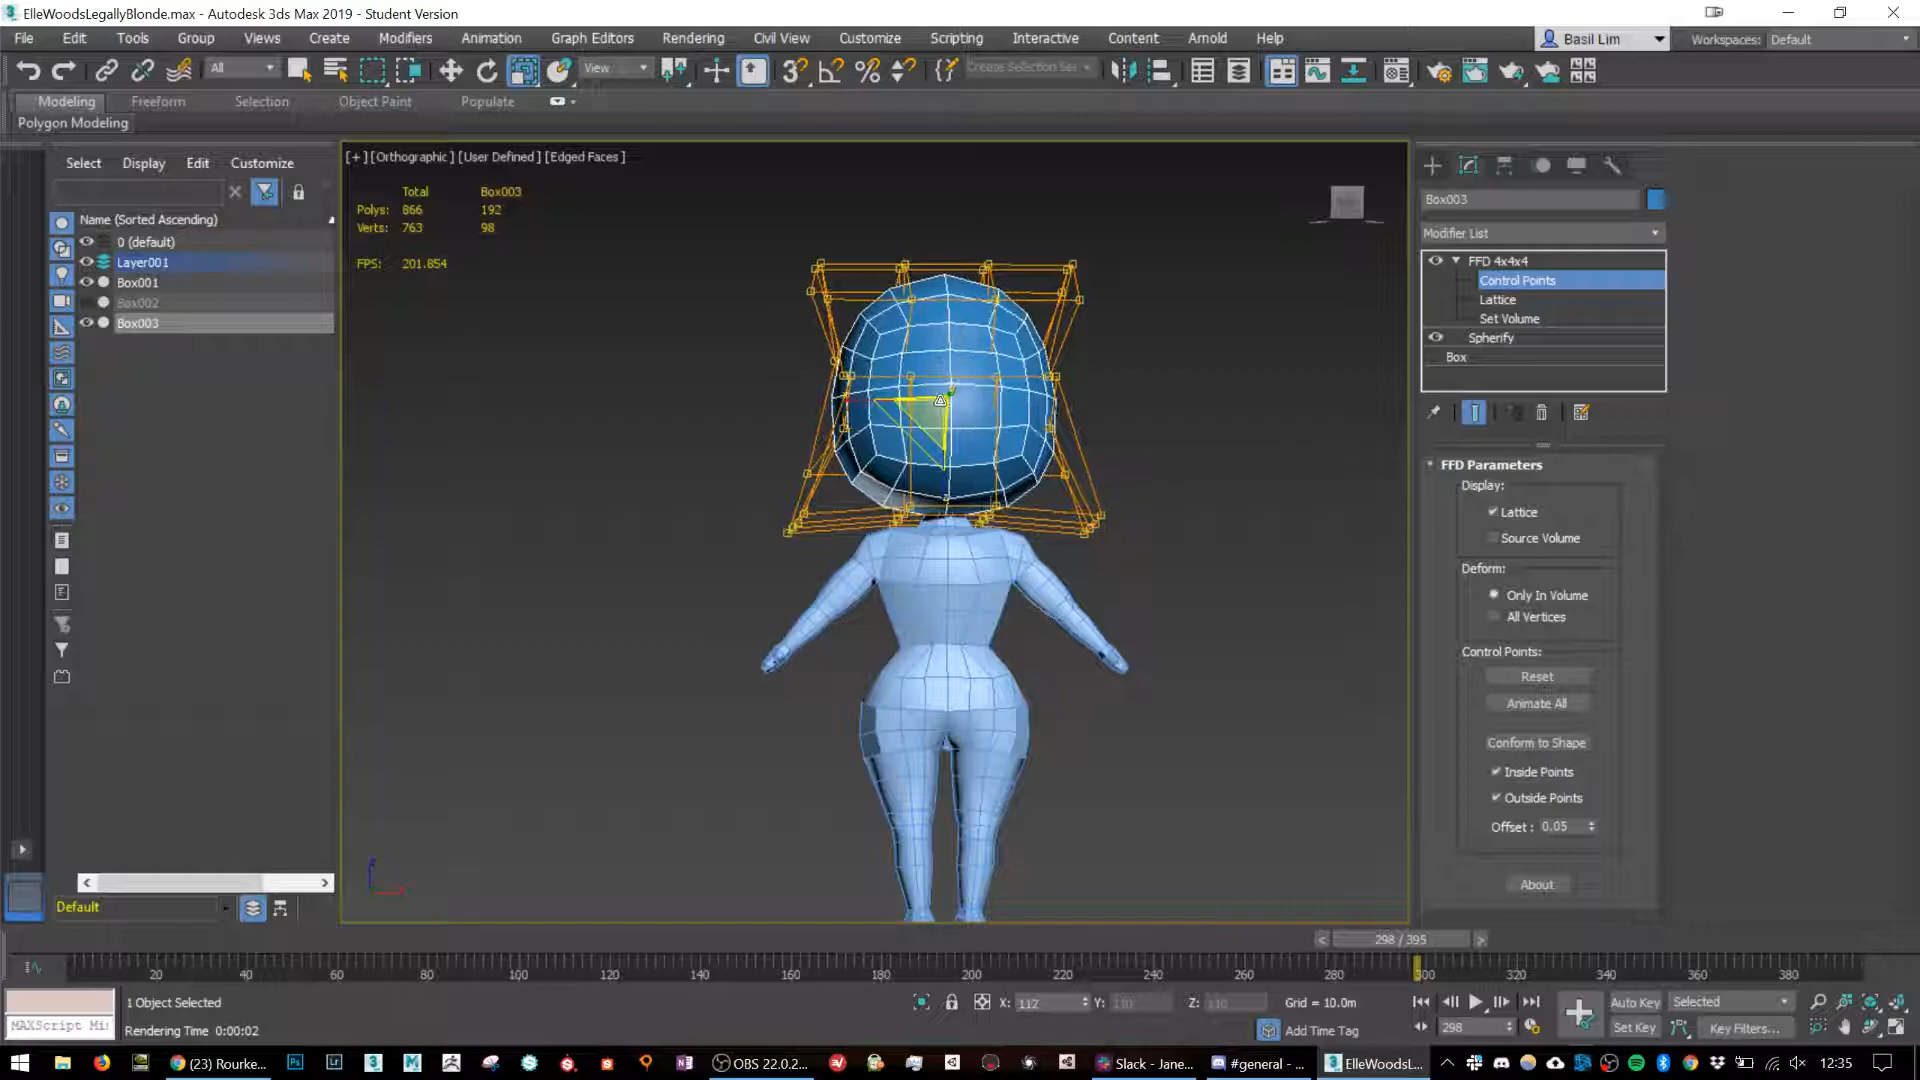 ElleWoodsLegallyBlonde.max - Autodesk 3ds Max 2019 - Student Version
File Edit Tools Group Views Create Modifiers Animation Graph Editors Rendering Civil View Customize Scripting Interactive Content Arnold Help
Basil Lim
Workspaces: Default
All
View
Create Selection Se
Modeling Freeform Selection Object Paint Populate
Polygon Modeling
Select Display Edit Customize
Name (Sorted Ascending)
0 (default)
Layer001
Box001
Box002
Box003
Default
[+] [Orthographic] [User Defined] [Edged Faces]
Total Box003
Polys: 866 192
Verts: 763 98
FPS: 201.854
Box003
Modifier List
FFD 4x4x4
Control Points
Lattice
Set Volume
Spherify
Box
FFD Parameters
Display:
Lattice
Source Volume
Deform:
Only In Volume
All Vertices
Control Points:
Reset
Animate All
Conform to Shape
Inside Points
Outside Points
Offset : 0.05
About
< 298 / 395 >
20 40 60 80 100 120 140 160 180 200 220 240 260 280 300 320 340 360 380
1 Object Selected
X: 112 Y: Z: Grid = 10.0m
Auto Key Selected
MAXScript Mi
Rendering Time 0:00:02
Add Time Tag
298
Set Key Key Filters...
(23) Rourke...
OBS 22.0.2...
Slack - Jane...
#general - ...
ElleWoodsL...
12:35